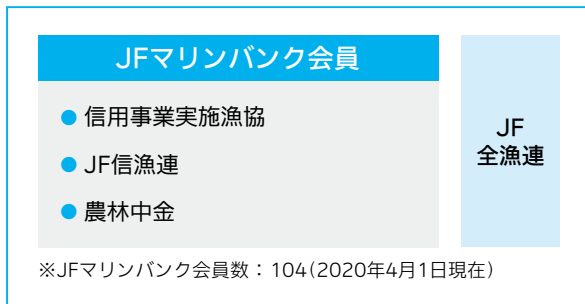 JFマリンバンク会員
● 信用事業実施漁協
● JF信漁連
● 農林中金
JF
全漁連
※JFマリンバンク会員数：104（2020年4月1日現在）